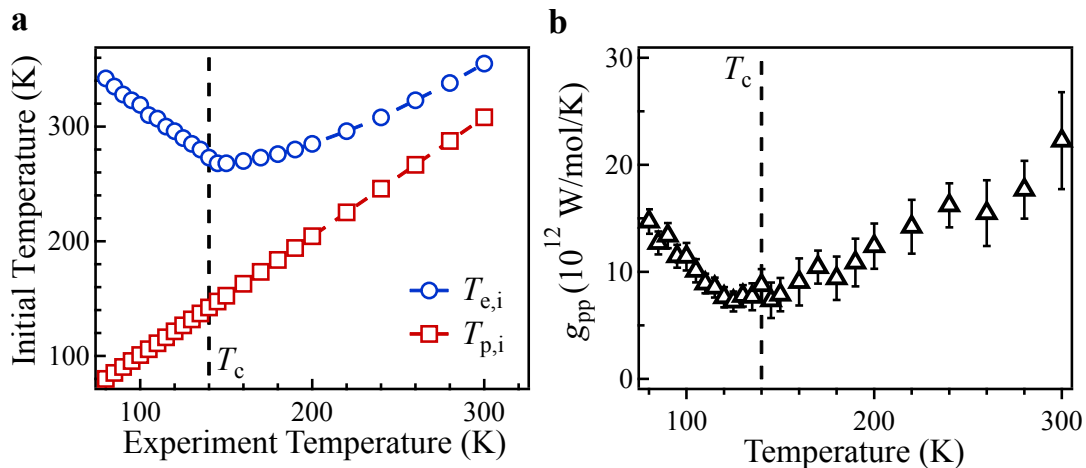 a
Initial Temperature (K)
300
200
100
T_c
T_e,i
T_p,i
100
200
300
Experiment Temperature (K)
b
g_pp (10^12 W/mol/K)
30
20
10
0
T_c
100
200
300
Temperature (K)